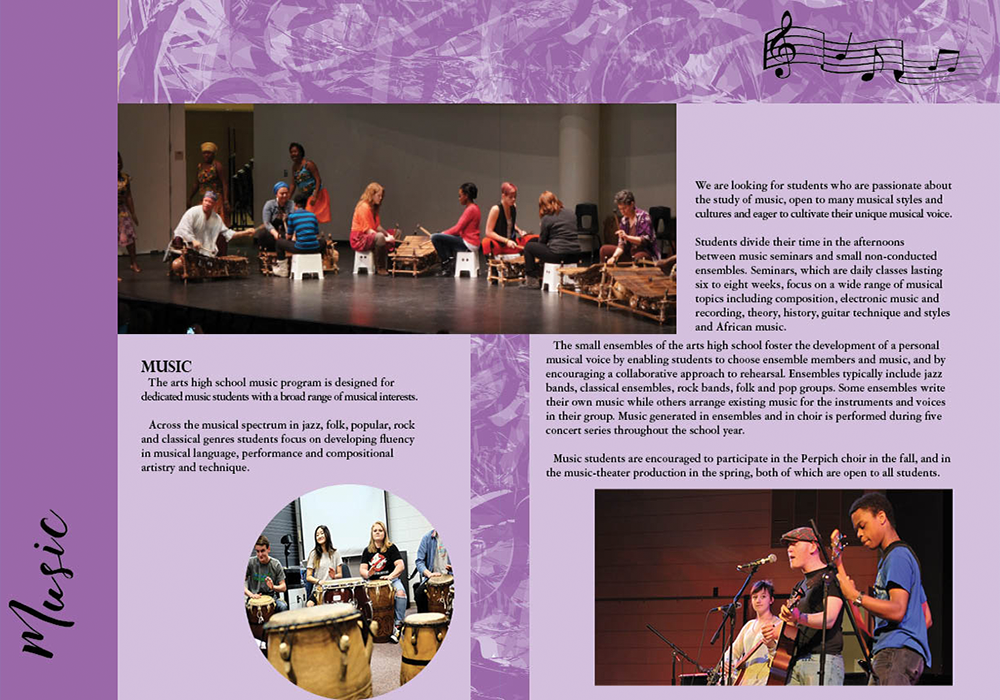 Music
MUSIC
The arts high school music program is designed for
dedicated music students with a broad range of musical interests.
Across the musical spectrum in jazz, folk, popular, rock
and classical genres students focus on developing fluency
in musical language, performance and compositional
artistry and technique.
We are looking for students who are passionate about
the study of music, open to many musical styles and
cultures and eager to cultivate their unique musical voice.
Students divide their time in the afternoons
between music seminars and small non-conducted
ensembles. Seminars, which are daily classes lasting
six to eight weeks, focus on a wide range of musical
topics including composition, electronic music and
recording, theory, history, guitar technique and styles
and African music.
The small ensembles of the arts high school foster the development of a personal
musical voice by enabling students to choose ensemble members and music, and by
encouraging a collaborative approach to rehearsal. Ensembles typically include jazz
bands, classical ensembles, rock bands, folk and pop groups. Some ensembles write
their own music while others arrange existing music for the instruments and voices
in their group. Music generated in ensembles and in choir is performed during five
concert series throughout the school year.
Music students are encouraged to participate in the Perpich choir in the fall, and in
the music-theater production in the spring, both of which are open to all students.